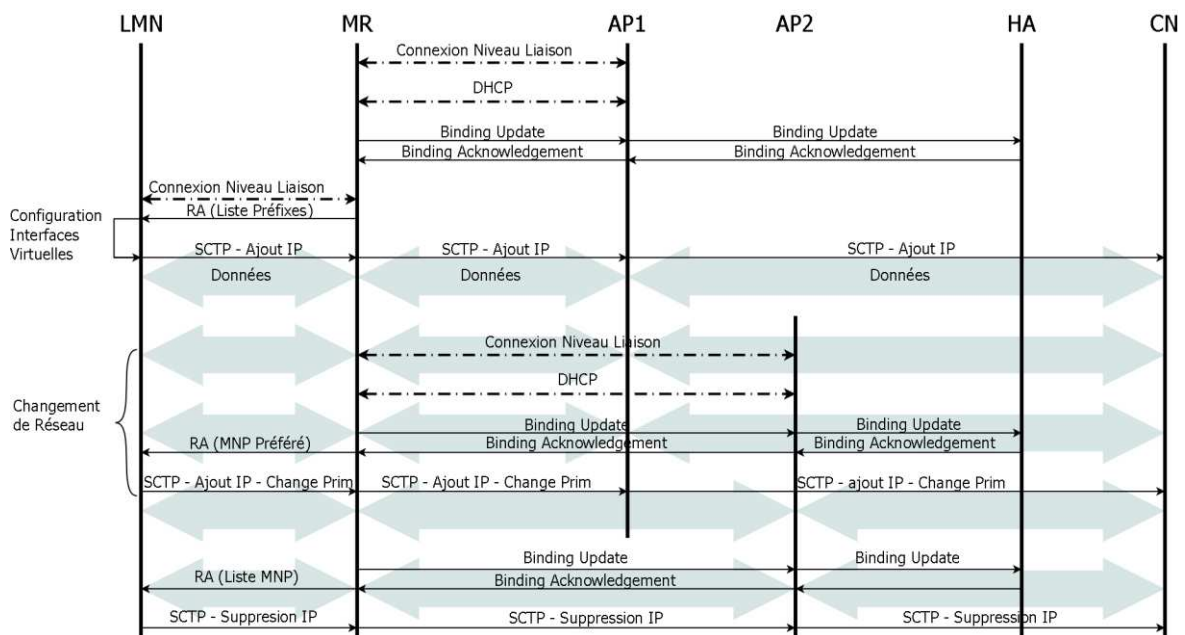 LMN MR AP1 AP2 HA CN
Connexion Niveau Liaison
DHCP
Binding Update Binding Update
Binding Acknowledgement Binding Acknowledgement
Connexion Niveau Liaison
RA (Liste Préfixes)
Configuration
Interfaces
Virtuelles
SCTP - Ajout IP SCTP - Ajout IP SCTP - Ajout IP
Données Données Données
Connexion Niveau Liaison
DHCP
Changement
de Réseau
Binding Update Binding Update
RA (MNP Préféré) Binding Acknowledgement Binding Acknowledgement
SCTP - Ajout IP - Change Prim SCTP - Ajout IP - Change Prim SCTP - ajout IP - Change Prim
Binding Update Binding Update
RA (Liste MNP) Binding Acknowledgement
SCTP - Suppresion IP SCTP - Suppression IP SCTP - Suppression IP